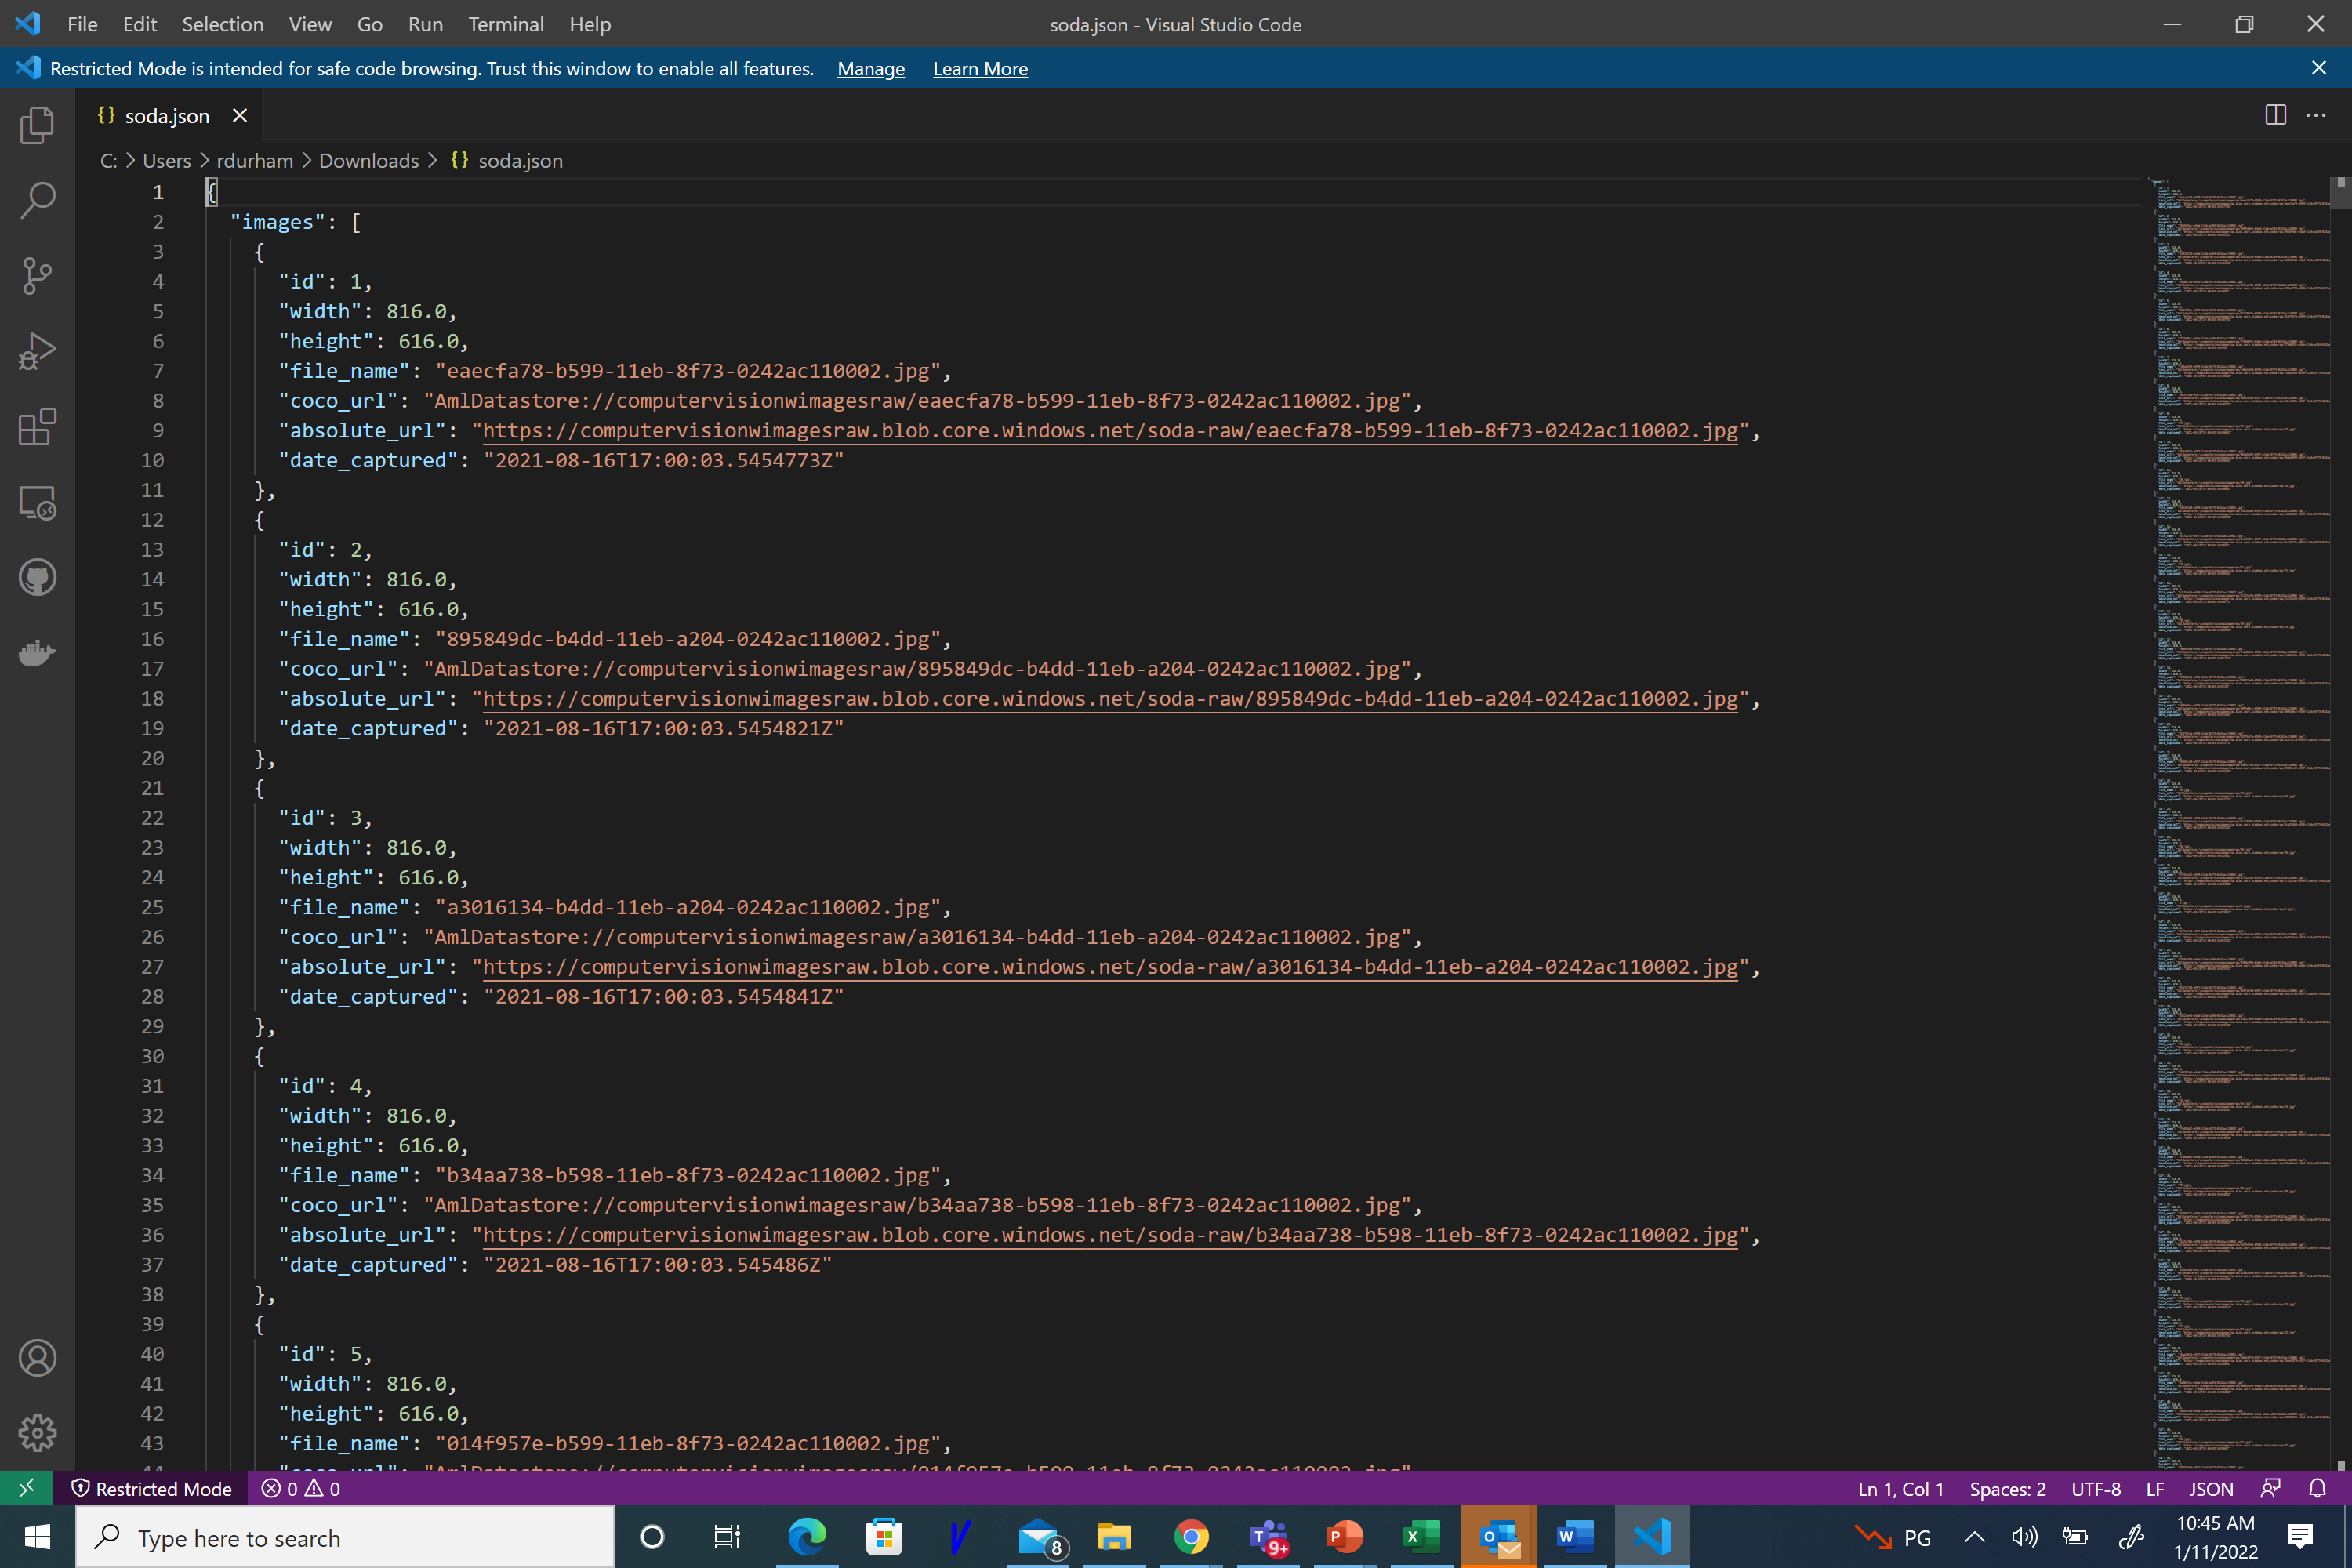 File Edit Selection View Go Run Terminal Help soda.json - Visual Studio Code
Restricted Mode is intended for safe code browsing. Trust this window to enable all features. Manage Learn More
{} soda.json
C: > Users > rdurham > Downloads > {} soda.json
1 {
2 "images": [
3 {
4 "id": 1,
5 "width": 816.0,
6 "height": 616.0,
7 "file_name": "eaecfa78-b599-11eb-8f73-0242ac110002.jpg",
8 "coco_url": "AmlDatastore://computervisionwimagesraw/eaecfa78-b599-11eb-8f73-0242ac110002.jpg",
9 "absolute_url": "https://computervisionwimagesraw.blob.core.windows.net/soda-raw/eaecfa78-b599-11eb-8f73-0242ac110002.jpg",
10 "date_captured": "2021-08-16T17:00:03.5454773Z"
11 },
12 {
13 "id": 2,
14 "width": 816.0,
15 "height": 616.0,
16 "file_name": "895849dc-b4dd-11eb-a204-0242ac110002.jpg",
17 "coco_url": "AmlDatastore://computervisionwimagesraw/895849dc-b4dd-11eb-a204-0242ac110002.jpg",
18 "absolute_url": "https://computervisionwimagesraw.blob.core.windows.net/soda-raw/895849dc-b4dd-11eb-a204-0242ac110002.jpg",
19 "date_captured": "2021-08-16T17:00:03.5454821Z"
20 },
21 {
22 "id": 3,
23 "width": 816.0,
24 "height": 616.0,
25 "file_name": "a3016134-b4dd-11eb-a204-0242ac110002.jpg",
26 "coco_url": "AmlDatastore://computervisionwimagesraw/a3016134-b4dd-11eb-a204-0242ac110002.jpg",
27 "absolute_url": "https://computervisionwimagesraw.blob.core.windows.net/soda-raw/a3016134-b4dd-11eb-a204-0242ac110002.jpg",
28 "date_captured": "2021-08-16T17:00:03.5454841Z"
29 },
30 {
31 "id": 4,
32 "width": 816.0,
33 "height": 616.0,
34 "file_name": "b34aa738-b598-11eb-8f73-0242ac110002.jpg",
35 "coco_url": "AmlDatastore://computervisionwimagesraw/b34aa738-b598-11eb-8f73-0242ac110002.jpg",
36 "absolute_url": "https://computervisionwimagesraw.blob.core.windows.net/soda-raw/b34aa738-b598-11eb-8f73-0242ac110002.jpg",
37 "date_captured": "2021-08-16T17:00:03.545486Z"
38 },
39 {
40 "id": 5,
41 "width": 816.0,
42 "height": 616.0,
43 "file_name": "014f957e-b599-11eb-8f73-0242ac110002.jpg",
Restricted Mode 0 0 Ln 1, Col 1 Spaces: 2 UTF-8 LF JSON
Type here to search 8 9+ PG 10:45 AM
1/11/2022